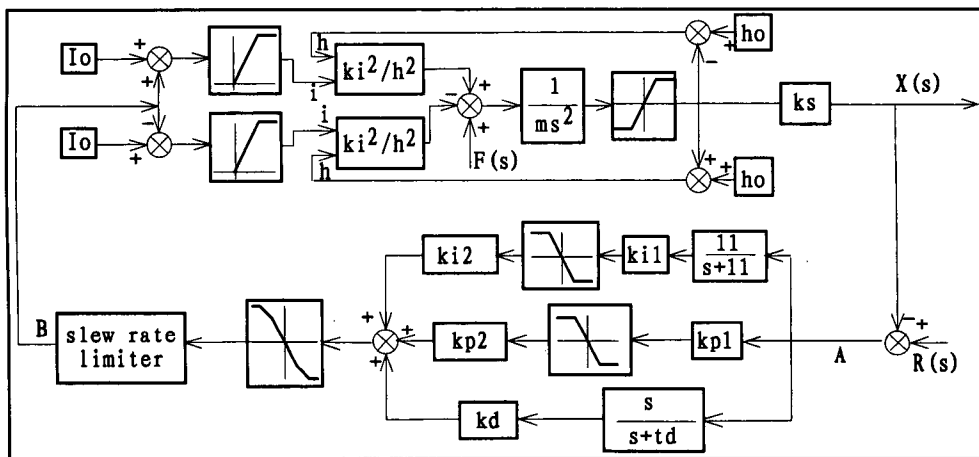 Io
+
+
i
h
ki²/h²
+
-
+
F(s)
1
ms²
ks
X(s)
+
ho
-
Io
-
+
i
h
ki²/h²
+
+
ho
ki2
ki1
11
s+11
+
+
+
kp2
kp1
A
-
+
R(s)
B
slew rate
limiter
kd
s
s+td